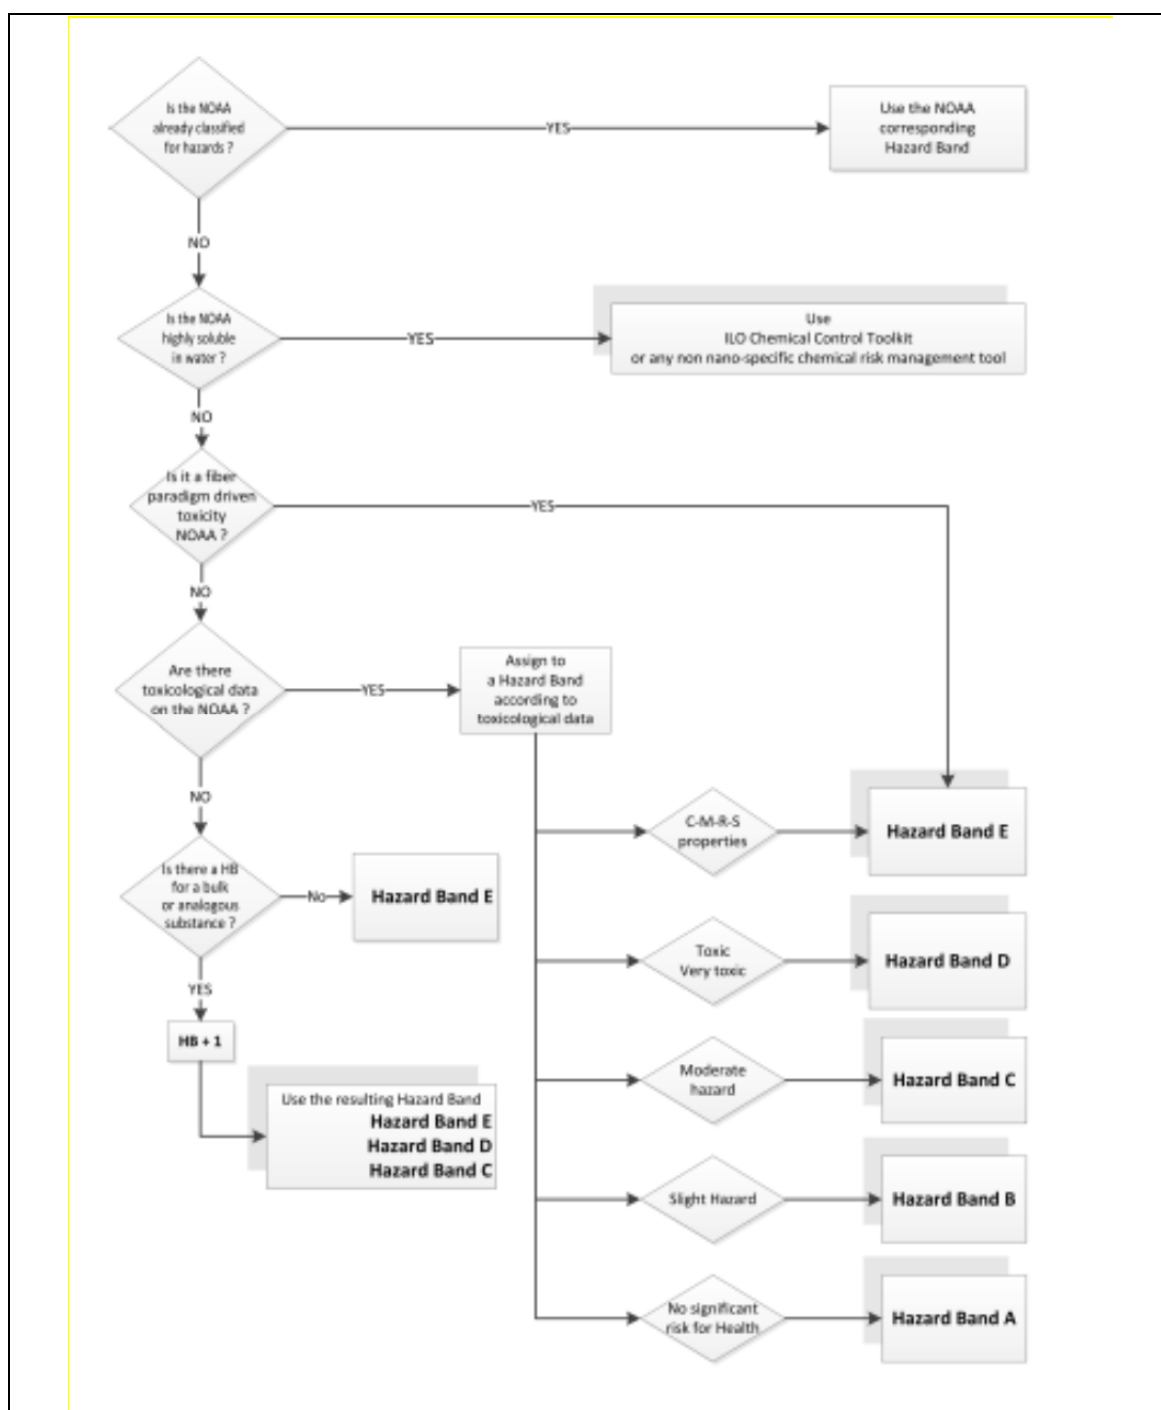 Is the NOAA
already classified
for hazards ?
YES
Use the NOAA
corresponding
Hazard Band
NO
Is the NOAA
highly soluble
in water ?
YES
Use
ILO Chemical Control Toolkit
or any non nano-specific chemical risk management tool
NO
Is it a fiber
paradigm driven
toxicity
NOAA ?
YES
NO
Are there
toxicological data
on the NOAA ?
YES
Assign to
a Hazard Band
according to
toxicological data
NO
C-M-R-S
properties
Hazard Band E
Is there a HB
for a bulk
or analogous
substance ?
No
Hazard Band E
Toxic
Very toxic
Hazard Band D
YES
HB + 1
Moderate
hazard
Hazard Band C
Use the resulting Hazard Band
Hazard Band E
Hazard Band D
Hazard Band C
Slight Hazard
Hazard Band B
No significant
risk for Health
Hazard Band A